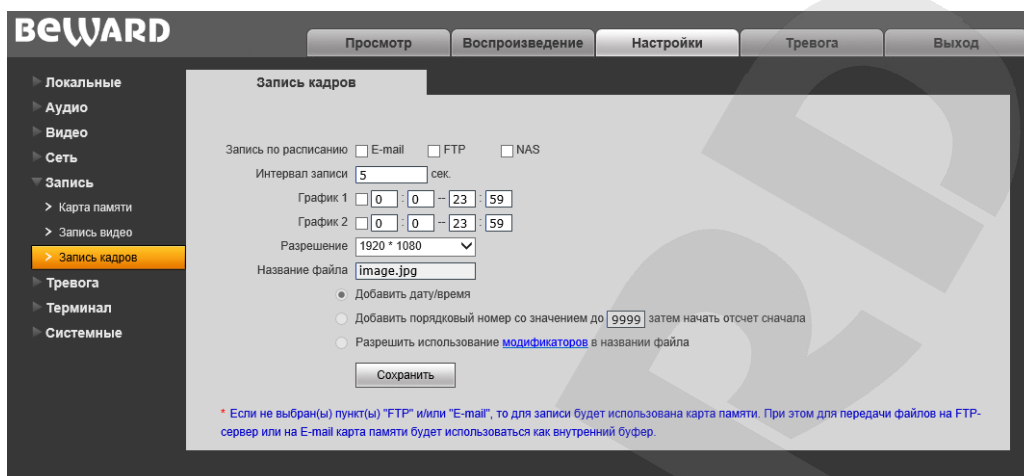 BEWARD
Просмотр Воспроизведение Настройки Тревога Выход
Локальные
Аудио
Видео
Сеть
Запись
Карта памяти
Запись видео
Запись кадров
Тревога
Терминал
Системные
Запись кадров
Запись по расписанию E-mail FTP NAS
Интервал записи 5 сек.
График 1 0 : 0 -- 23 : 59
График 2 0 : 0 -- 23 : 59
Разрешение 1920 * 1080
Название файла image.jpg
Добавить дату/время
Добавить порядковый номер со значением до 9999 затем начать отсчет сначала
Разрешить использование модификаторов в названии файла
Сохранить
* Если не выбран(ы) пункт(ы) "FTP" и/или "E-mail", то для записи будет использована карта памяти. При этом для передачи файлов на FTP-
сервер или на E-mail карта памяти будет использоваться как внутренний буфер.
RD